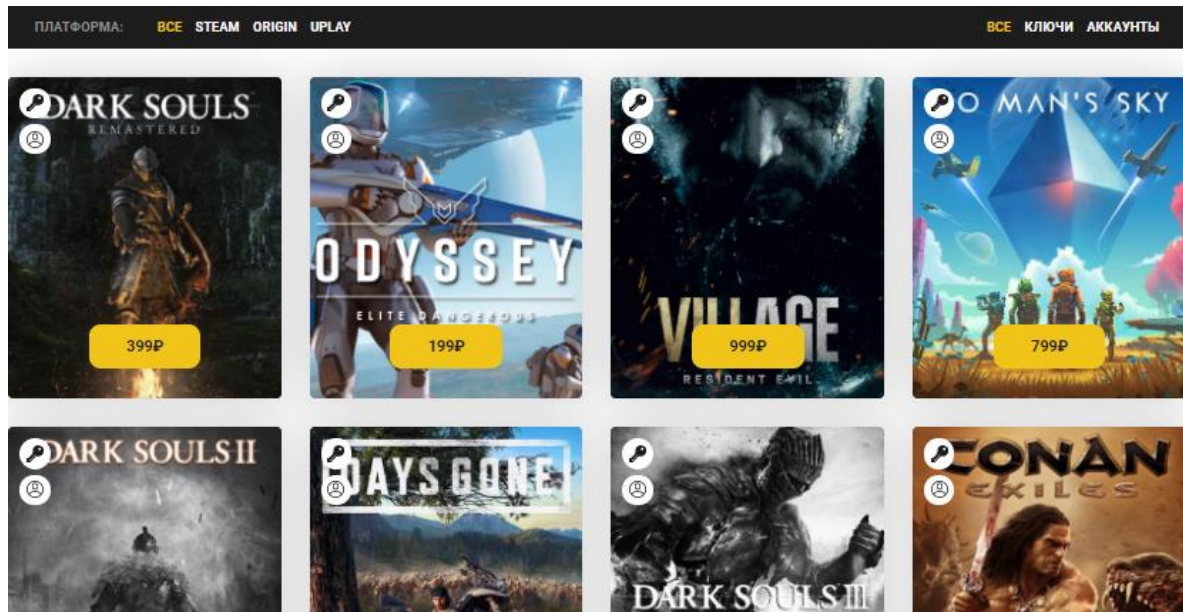 ПЛАТФОРМА: ВСЕ STEAM ORIGIN UPLAY ВСЕ КЛЮЧИ АККАУНТЫ
DARK SOULS
REMASTERED
399₽
ODYSSEY
ELITE DANGEROUS
199₽
VILLAGE
RESIDENT EVIL
999₽
O MAN'S SKY
799₽
DARK SOULS II
DAYS GONE
DARK SOULS III
CONAN
EXILES